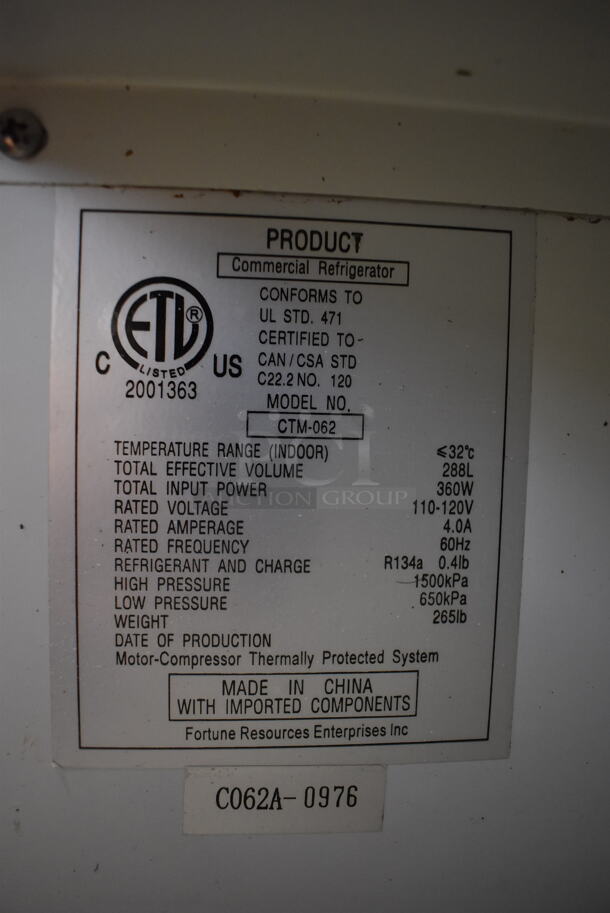 PRODUCT
Commercial Refrigerator
CONFORMS TO
UL STD. 471
CERTIFIED TO-
CAN/CSA STD
C22.2 NO. 120
ETL ®
LISTED
C US
2001363
MODEL NO.
CTM-062
TEMPERATURE RANGE (INDOOR) ≤32°c
TOTAL EFFECTIVE VOLUME 288L
TOTAL INPUT POWER 360W
AUCTION GROUP
RATED VOLTAGE 110-120V
RATED AMPERAGE 4.0A
RATED FREQUENCY 60Hz
REFRIGERANT AND CHARGE R134a 0.4lb
HIGH PRESSURE 1500kPa
LOW PRESSURE 650kPa
WEIGHT 265lb
DATE OF PRODUCTION
Motor-Compressor Thermally Protected System
MADE IN CHINA
WITH IMPORTED COMPONENTS
Fortune Resources Enterprises Inc
C062A-0976